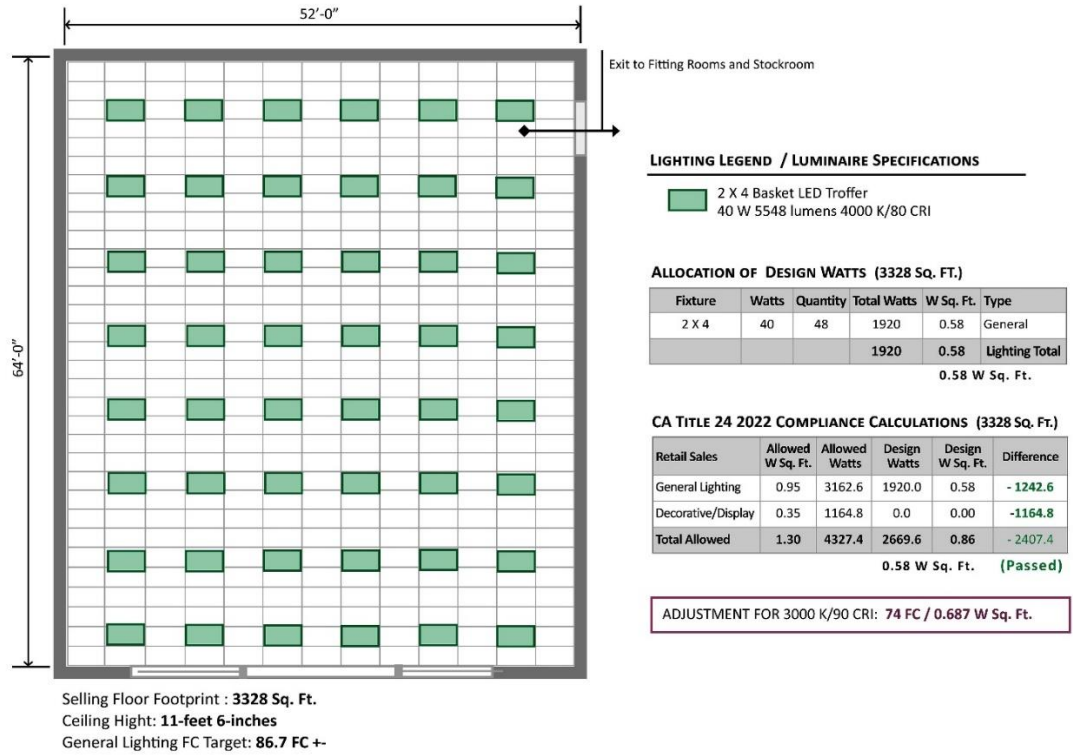 52'-0"
Exit to Fitting Rooms and Stockroom
64'-0"
LIGHTING LEGEND / LUMINAIRE SPECIFICATIONS
2 X 4 Basket LED Troffer
40 W 5548 lumens 4000 K/80 CRI
ALLOCATION OF DESIGN WATTS (3328 SQ. FT.)
Fixture Watts Quantity Total Watts W Sq. Ft. Type
2 X 4 40 48 1920 0.58 General
1920 0.58 Lighting Total
0.58 W Sq. Ft.
CA TITLE 24 2022 COMPLIANCE CALCULATIONS (3328 SQ. FT.)
Retail Sales Allowed W Sq. Ft. Allowed Watts Design Watts Design W Sq. Ft. Difference
General Lighting 0.95 3162.6 1920.0 0.58 - 1242.6
Decorative/Display 0.35 1164.8 0.0 0.00 -1164.8
Total Allowed 1.30 4327.4 2669.6 0.86 - 2407.4
0.58 W Sq. Ft. (Passed)
ADJUSTMENT FOR 3000 K/90 CRI: 74 FC / 0.687 W Sq. Ft.
Selling Floor Footprint : 3328 Sq. Ft.
Ceiling Hight: 11-feet 6-inches
General Lighting FC Target: 86.7 FC +-